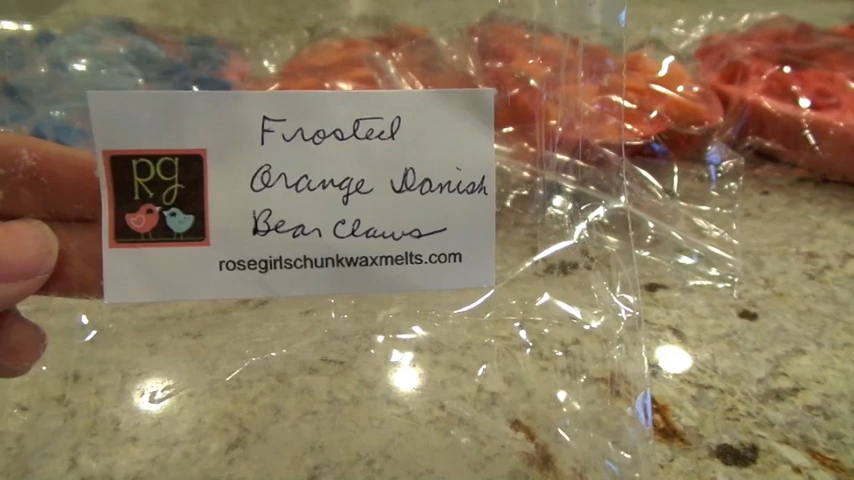 rg
Frosted
Orange Danish
Bear Claws
rosegirlschunkwaxmelts.com